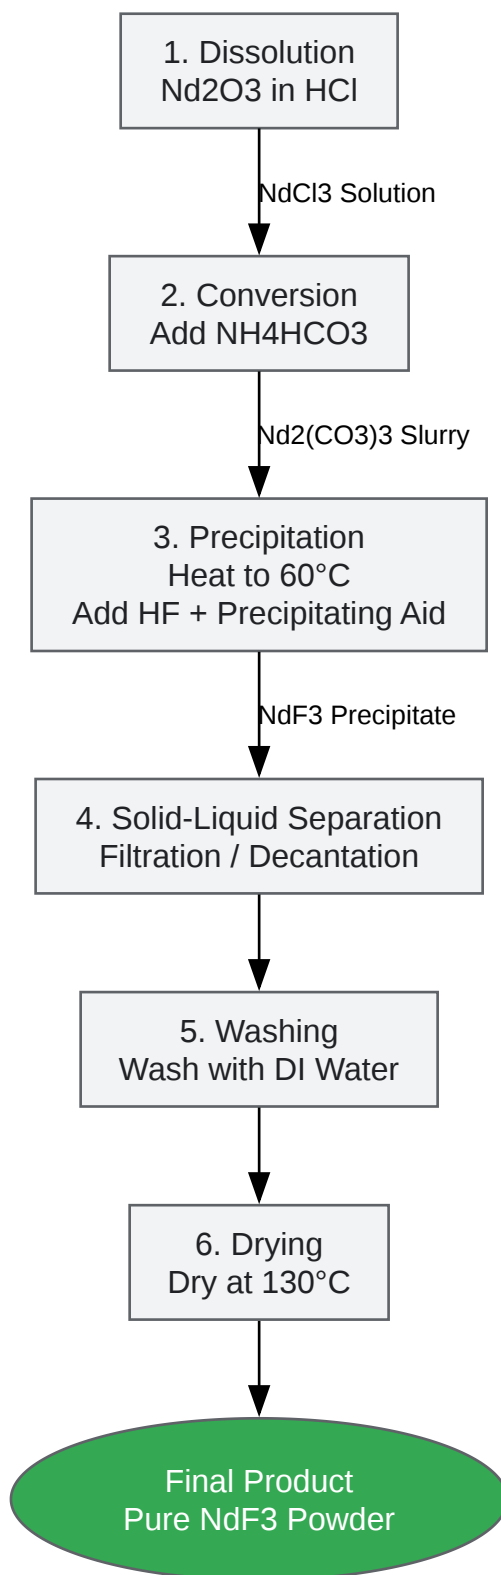 1. Dissolution
Nd2O3 in HCl
NdCl3 Solution
2. Conversion
Add NH4HCO3
Nd2(CO3)3 Slurry
3. Precipitation
Heat to 60°C
Add HF + Precipitating Aid
NdF3 Precipitate
4. Solid-Liquid Separation
Filtration / Decantation
5. Washing
Wash with DI Water
6. Drying
Dry at 130°C
Final Product
Pure NdF3 Powder